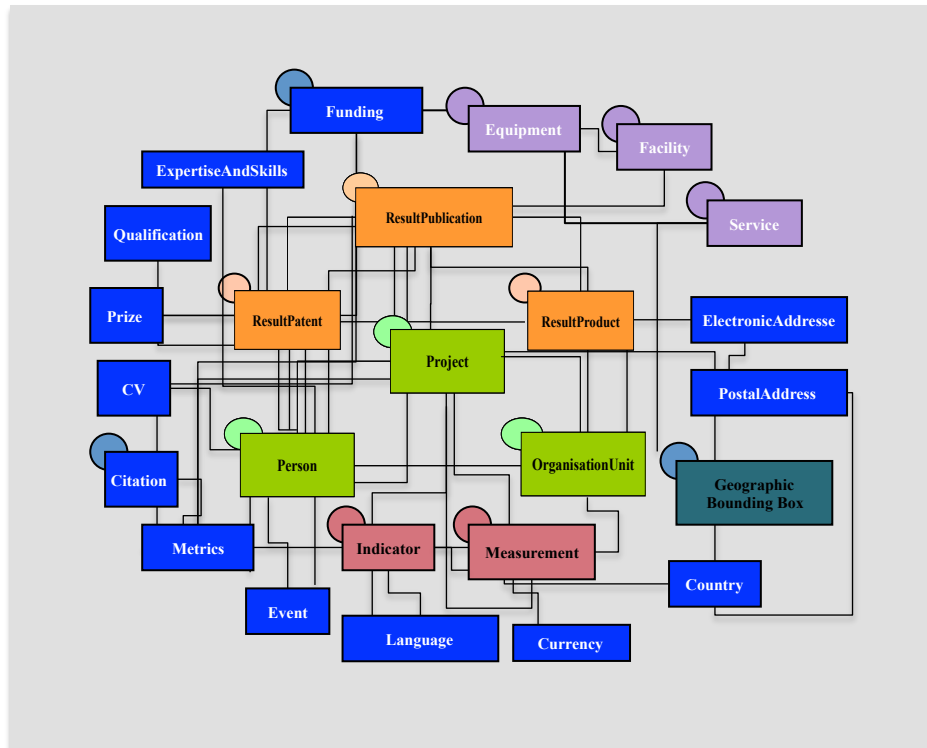 Funding
Equipment
Facility
ExpertiseAndSkills
ResultPublication
Service
Qualification
Prize
ResultPatent
ResultProduct
ElectronicAddresse
Project
CV
PostalAddress
Person
OrganisationUnit
Citation
Geographic
Bounding Box
Metrics
Indicator
Measurement
Country
Event
Language
Currency